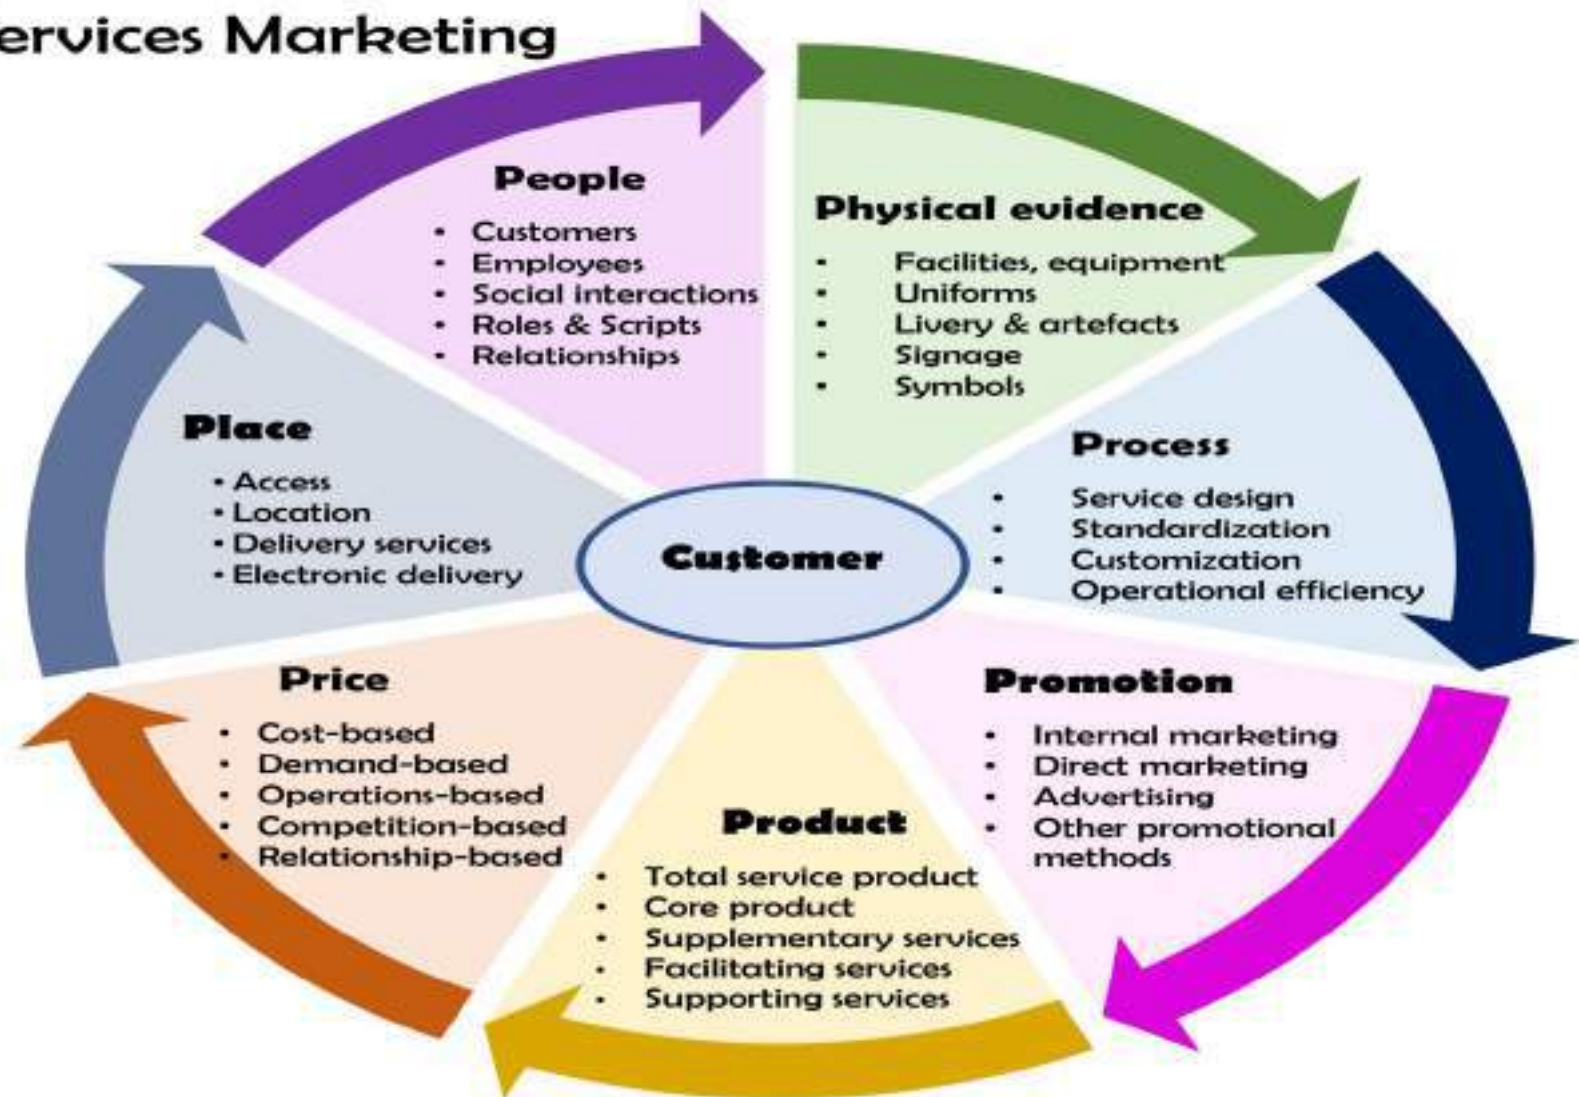 ervices Marketing
People
• Customers
• Employees
• Social interactions
• Roles & Scripts
• Relationships
Physical evidence
• Facilities, equipment
• Uniforms
• Livery & artefacts
• Signage
• Symbols
Process
• Service design
• Standardization
• Customization
• Operational efficiency
Promotion
• Internal marketing
• Direct marketing
• Advertising
• Other promotional
methods
Product
• Total service product
• Core product
• Supplementary services
• Facilitating services
• Supporting services
Price
• Cost-based
• Demand-based
• Operations-based
• Competition-based
• Relationship-based
Place
• Access
• Location
• Delivery services
• Electronic delivery
Customer